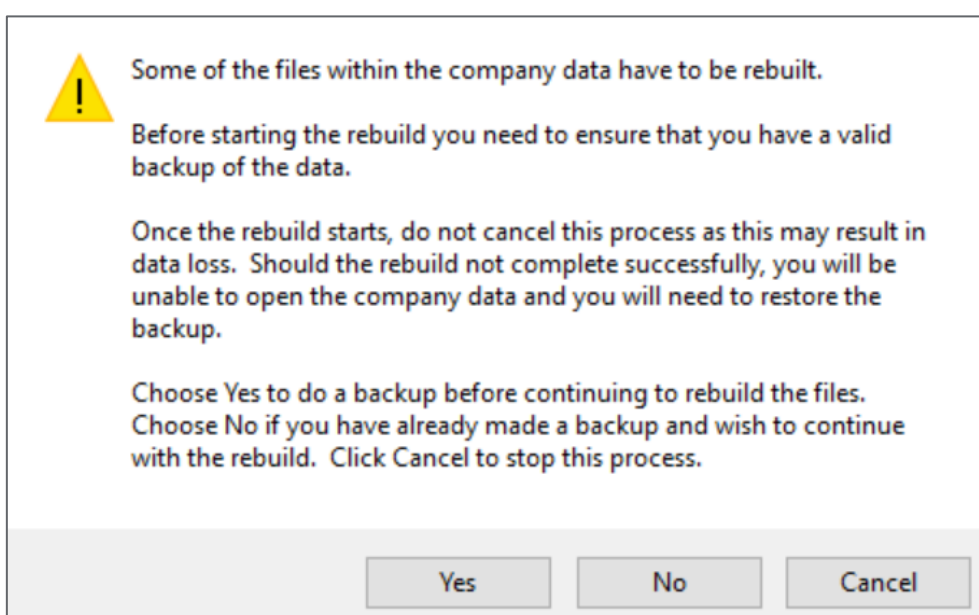 Some of the files within the company data have to be rebuilt.
Before starting the rebuild you need to ensure that you have a valid
backup of the data.
Once the rebuild starts, do not cancel this process as this may result in
data loss.  Should the rebuild not complete successfully, you will be
unable to open the company data and you will need to restore the
backup.
Choose Yes to do a backup before continuing to rebuild the files.
Choose No if you have already made a backup and wish to continue
with the rebuild.  Click Cancel to stop this process.
Yes No Cancel